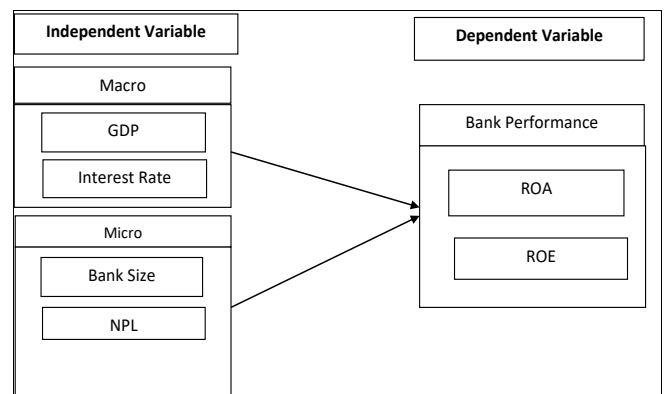 Independent Variable
Dependent Variable
Macro
GDP
Interest Rate
Micro
Bank Size
NPL
Bank Performance
ROA
ROE